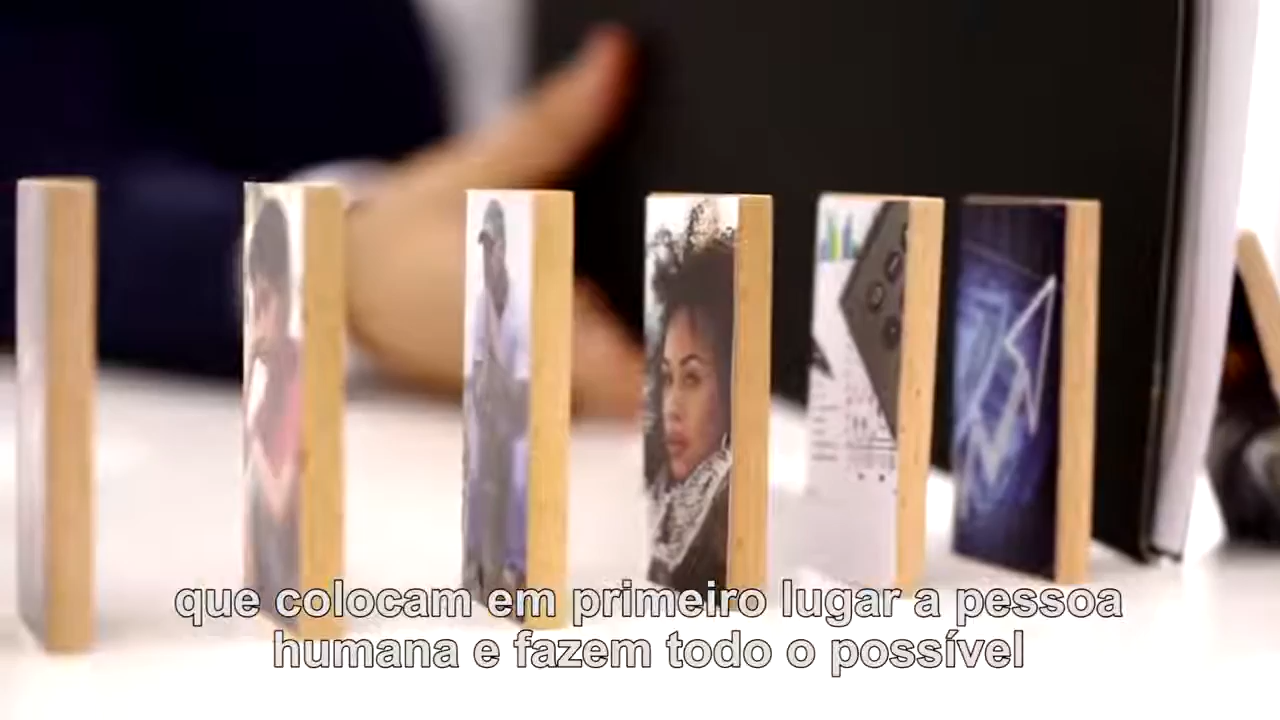 que colocam em primeiro lugar a pessoa
humana e fazem todo o possível